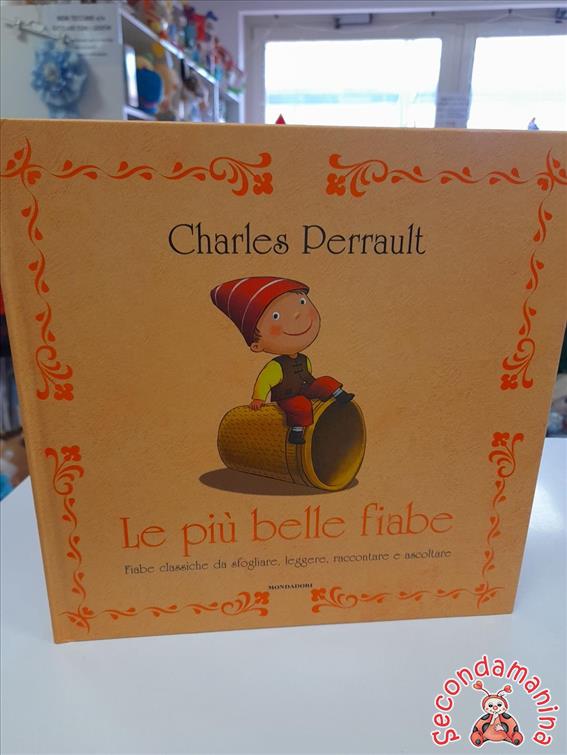 Charles Perrault
Le più belle fiabe
Fiabe classiche da sfogliare, leggere, raccontare e ascoltare
MONDADORI
Secondamanina